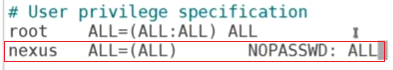 # User privilege specification
root    ALL=(ALL:ALL) ALL
nexus   ALL=(ALL)       NOPASSWD: ALL